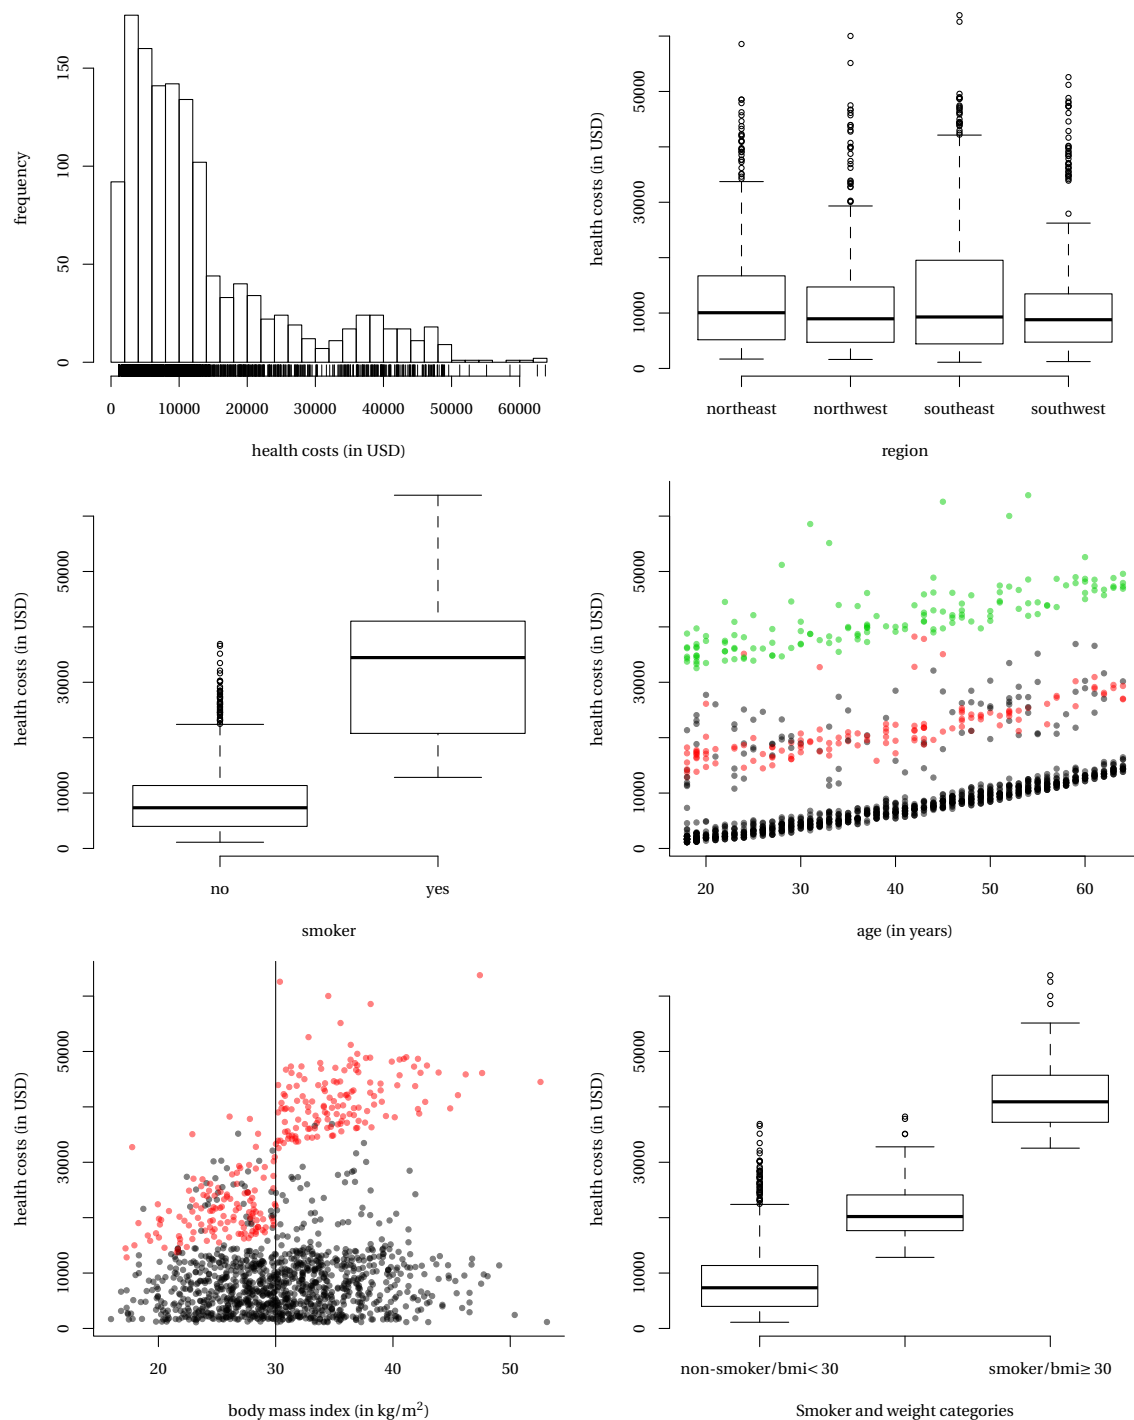 frequency
150
100
50
0
0 10000 20000 30000 40000 50000 60000
health costs (in USD)
health costs (in USD)
50000
30000
10000
0
northeast northwest southeast southwest
region
health costs (in USD)
50000
30000
10000
0
no yes
smoker
health costs (in USD)
50000
30000
10000
0
20 30 40 50 60
age (in years)
health costs (in USD)
50000
30000
10000
0
20 30 40 50
body mass index (in kg/m²)
health costs (in USD)
50000
30000
10000
0
non-smoker/bmi< 30 smoker/bmi≥ 30
Smoker and weight categories